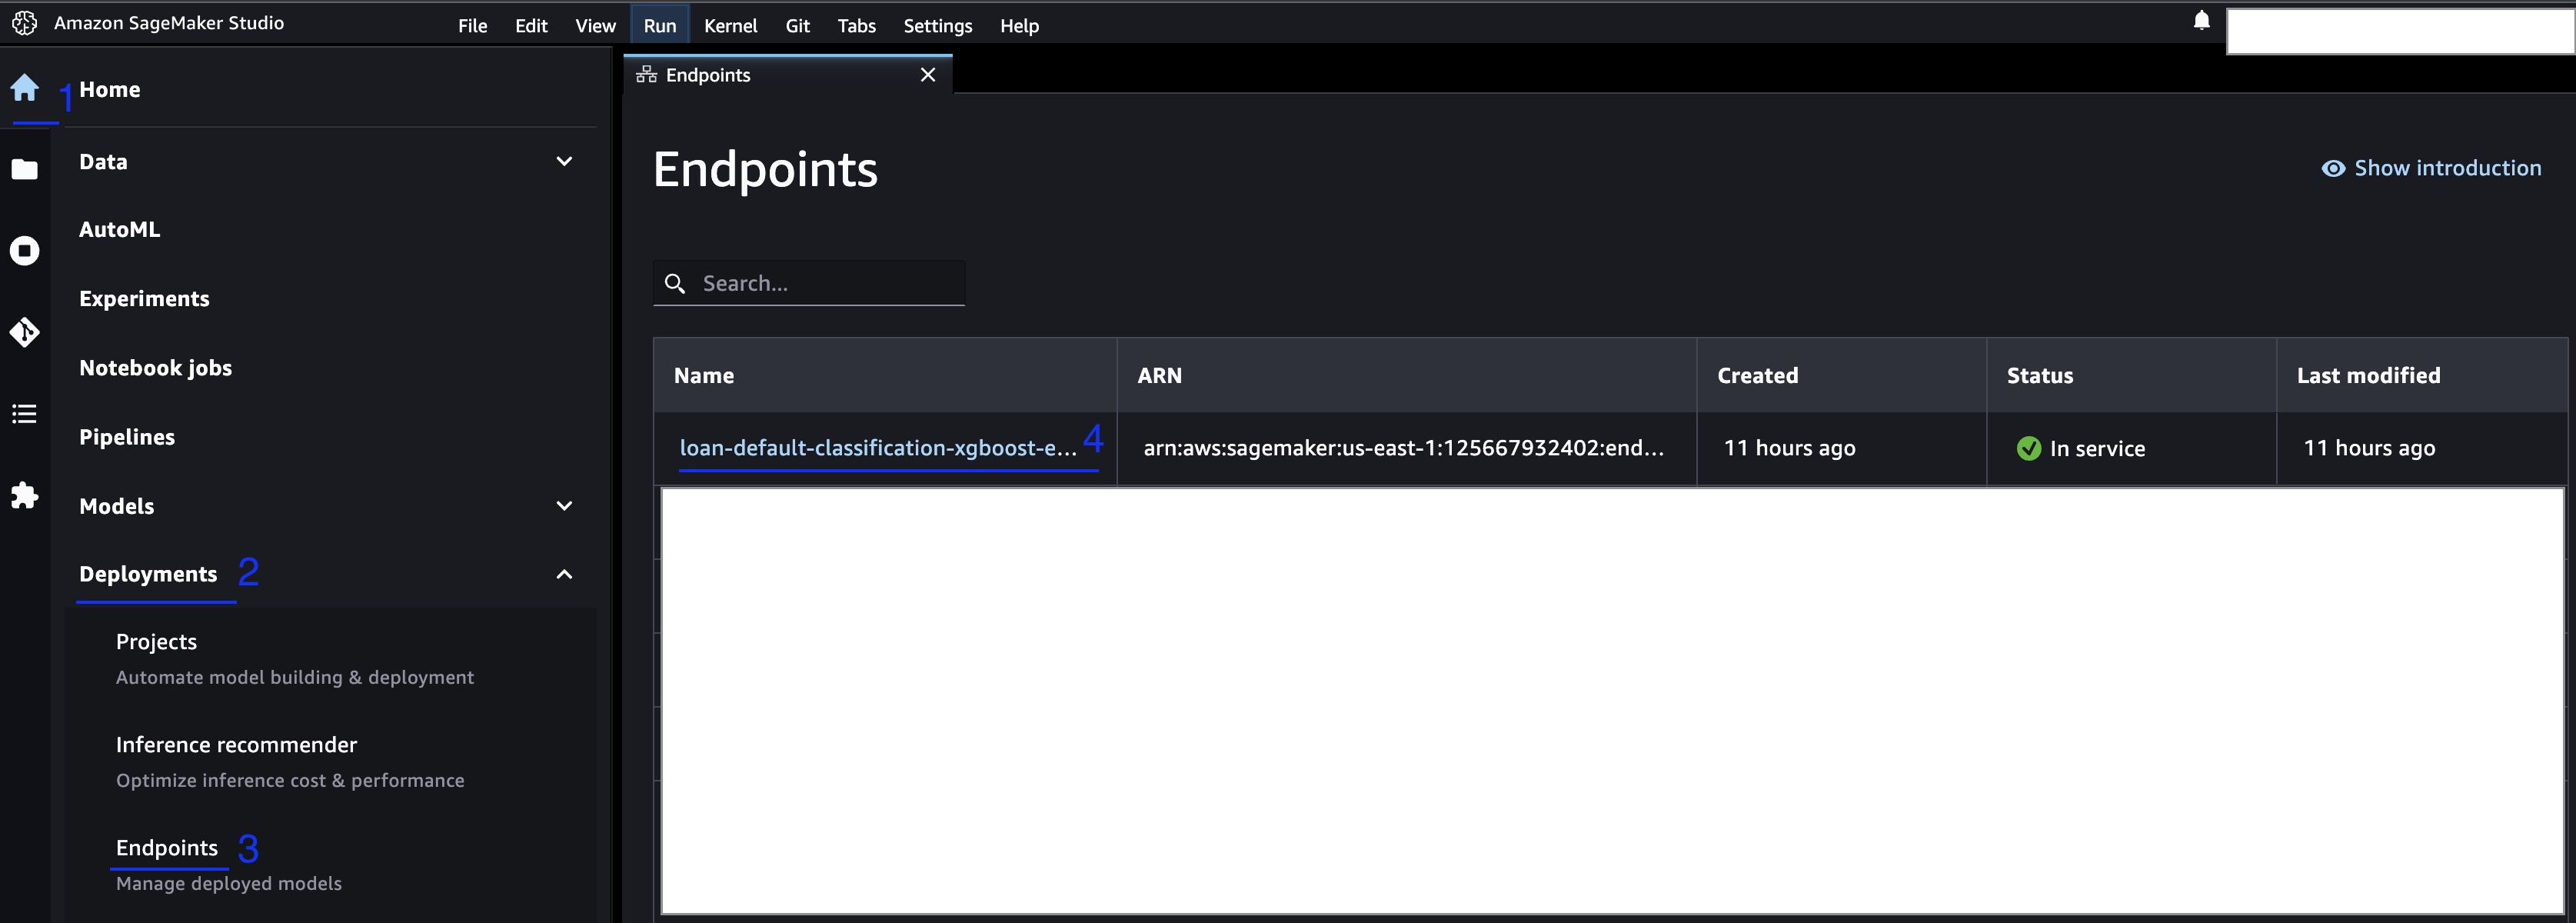 Amazon SageMaker Studio File Edit View Run Kernel Git Tabs Settings Help
1 Home
Data
AutoML
Experiments
Notebook jobs
Pipelines
Models
Deployments 2
Projects
Automate model building & deployment
Inference recommender
Optimize inference cost & performance
Endpoints 3
Manage deployed models
Endpoints
Endpoints
Show introduction
Search...
Name ARN Created Status Last modified
loan-default-classification-xgboost-e... 4 arn:aws:sagemaker:us-east-1:125667932402:end... 11 hours ago In service 11 hours ago